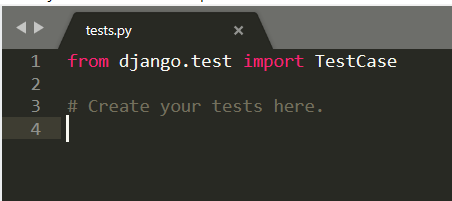 tests.py
1 from django.test import TestCase
2
3 # Create your tests here.
4